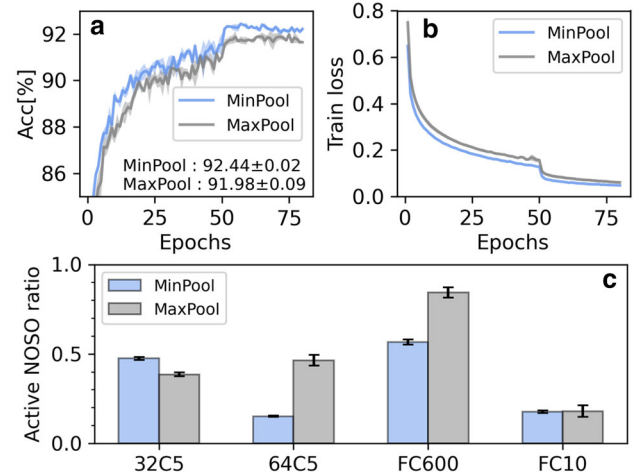 a
92
90
88
86
Acc[%]
MinPool
MaxPool
MinPool : 92.44±0.02
MaxPool : 91.98±0.09
0 25 50 75
Epochs
b
0.8
0.6
0.4
0.2
0.0
Train loss
MinPool
MaxPool
0 25 50 75
Epochs
c
1.0
0.5
0.0
Active NOSO ratio
MinPool
MaxPool
32C5 64C5 FC600 FC10